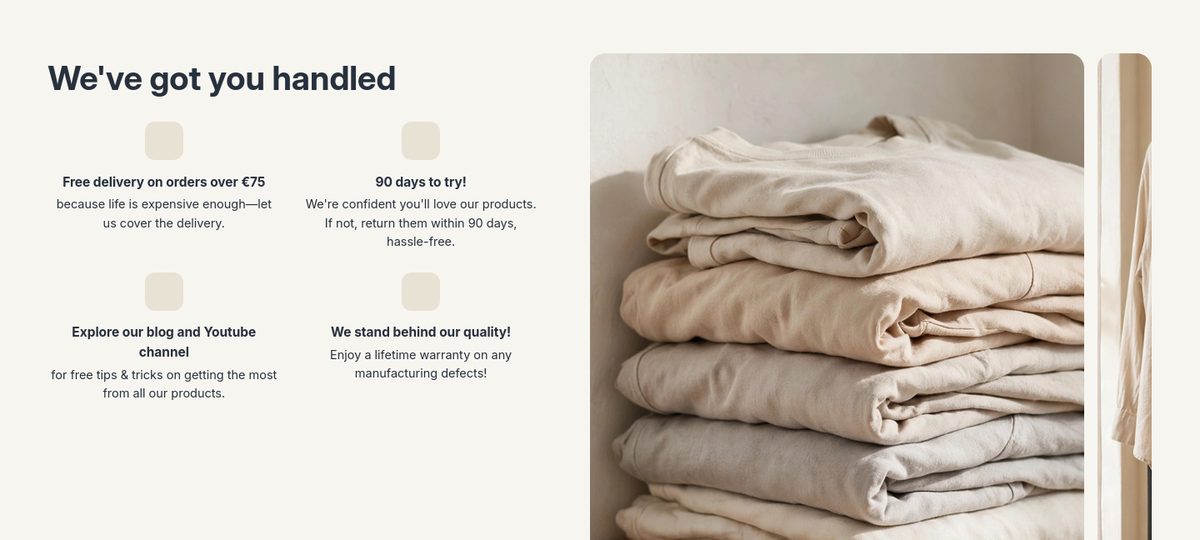 We've got you handled
Free delivery on orders over €75
because life is expensive enough—let
us cover the delivery.
90 days to try!
We're confident you'll love our products.
If not, return them within 90 days,
hassle-free.
Explore our blog and Youtube
channel
for free tips & tricks on getting the most
from all our products.
We stand behind our quality!
Enjoy a lifetime warranty on any
manufacturing defects!